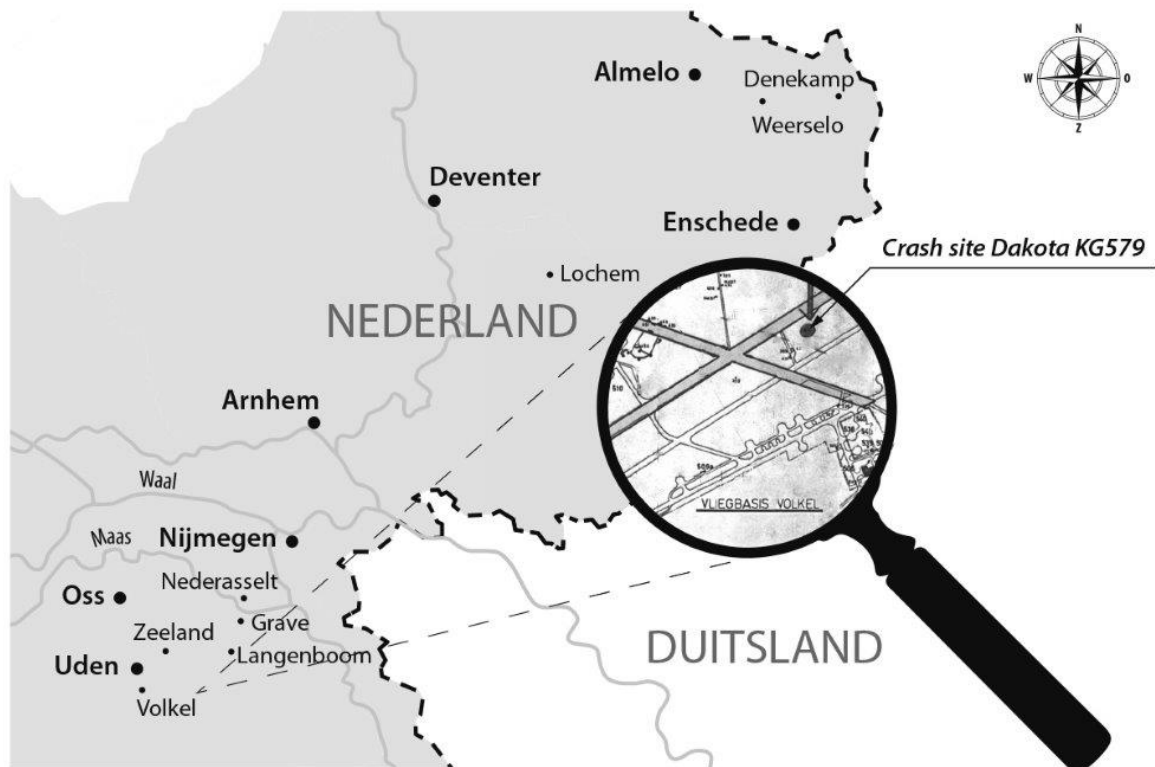 N
W
O
Z
Almelo
Denekamp
Weerselo
Deventer
Enschede
Crash site Dakota KG579
Lochem
NEDERLAND
Arnhem
Waal
Maas
Nijmegen
Nederasselt
Oss
Grave
Zeeland
Langenboom
Uden
Volkel
VLIEGBASIS VOLKEL
DUITSLAND
510